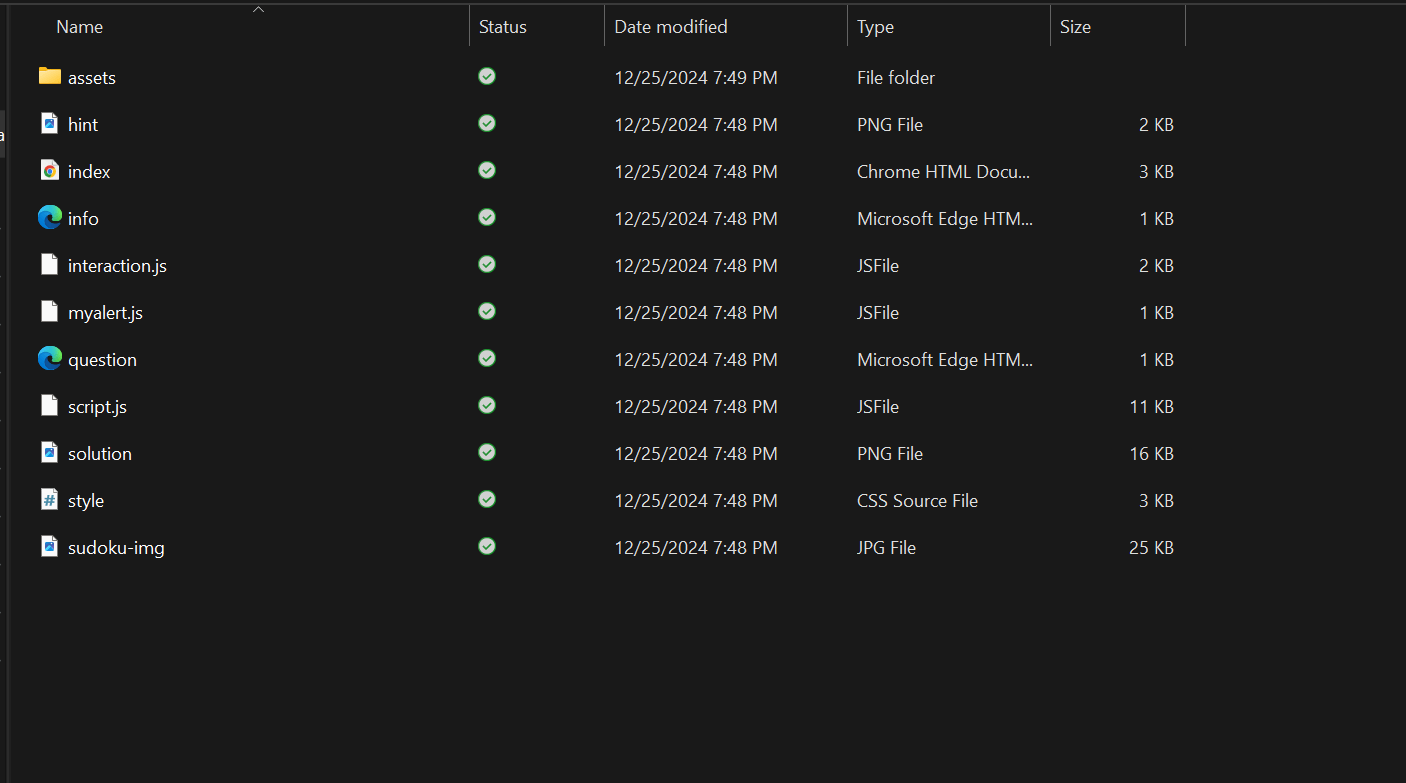 Name Status Date modified Type Size
assets 12/25/2024 7:49 PM File folder
hint 12/25/2024 7:48 PM PNG File 2 KB
index 12/25/2024 7:48 PM Chrome HTML Docu... 3 KB
info 12/25/2024 7:48 PM Microsoft Edge HTM... 1 KB
interaction.js 12/25/2024 7:48 PM JSFile 2 KB
myalert.js 12/25/2024 7:48 PM JSFile 1 KB
question 12/25/2024 7:48 PM Microsoft Edge HTM... 1 KB
script.js 12/25/2024 7:48 PM JSFile 11 KB
solution 12/25/2024 7:48 PM PNG File 16 KB
style 12/25/2024 7:48 PM CSS Source File 3 KB
sudoku-img 12/25/2024 7:48 PM JPG File 25 KB